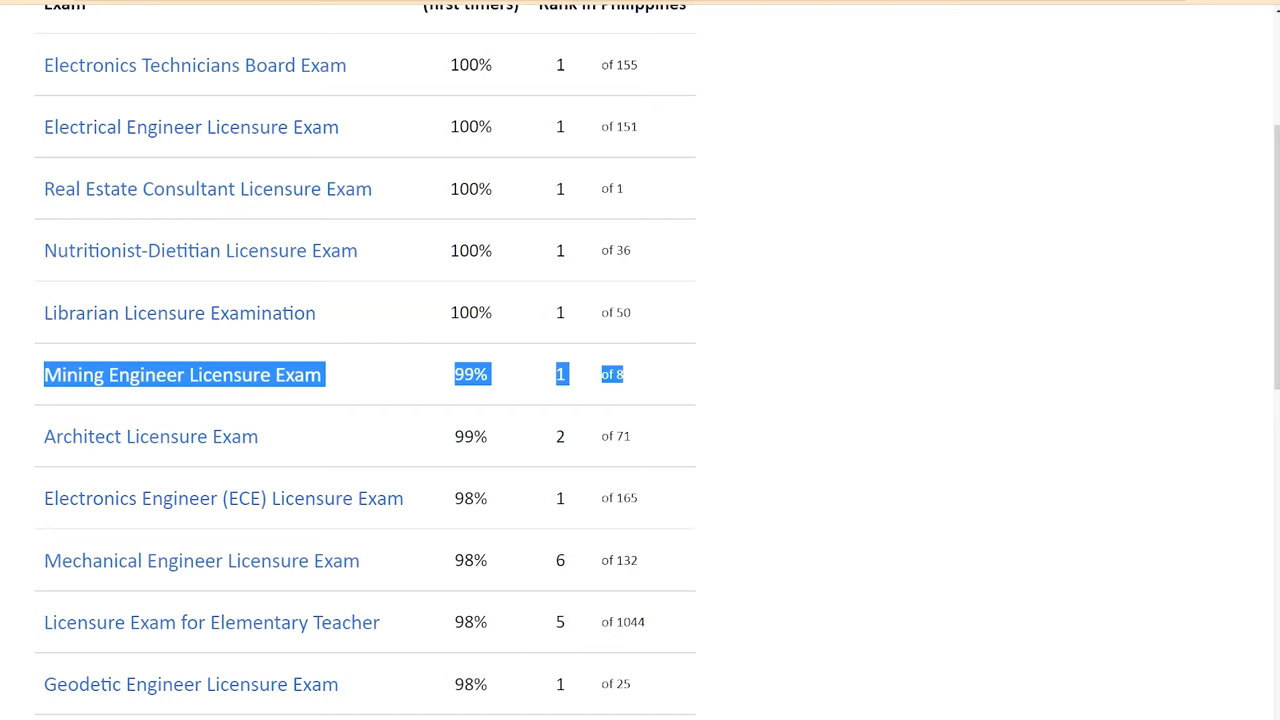 Exam (first timers) Rank in Philippines
Electronics Technicians Board Exam 100% 1 of 155
Electrical Engineer Licensure Exam 100% 1 of 151
Real Estate Consultant Licensure Exam 100% 1 of 1
Nutritionist-Dietitian Licensure Exam 100% 1 of 36
Librarian Licensure Examination 100% 1 of 50
Mining Engineer Licensure Exam 99% 1 of 8
Architect Licensure Exam 99% 2 of 71
Electronics Engineer (ECE) Licensure Exam 98% 1 of 165
Mechanical Engineer Licensure Exam 98% 6 of 132
Licensure Exam for Elementary Teacher 98% 5 of 1044
Geodetic Engineer Licensure Exam 98% 1 of 25